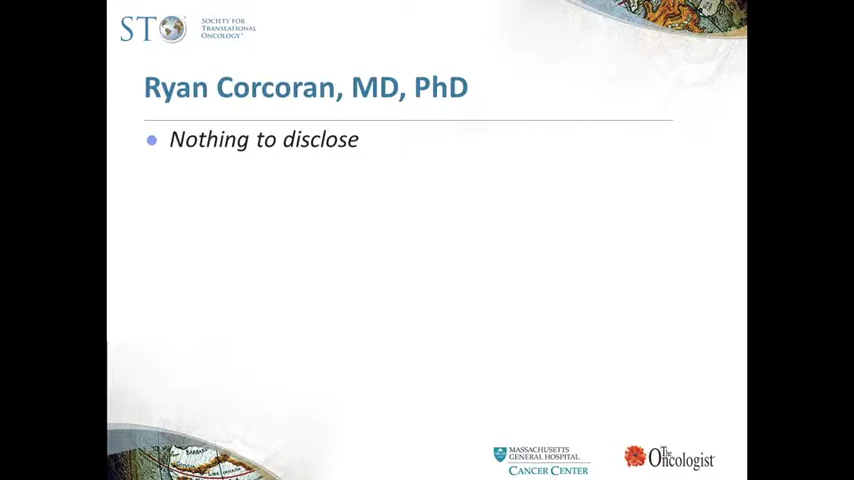 STO
SOCIETY FOR
TRANSLATIONAL
ONCOLOGY
Ryan Corcoran, MD, PhD
Nothing to disclose
MASSACHUSETTS
GENERAL HOSPITAL
CANCER CENTER
The
Oncologist